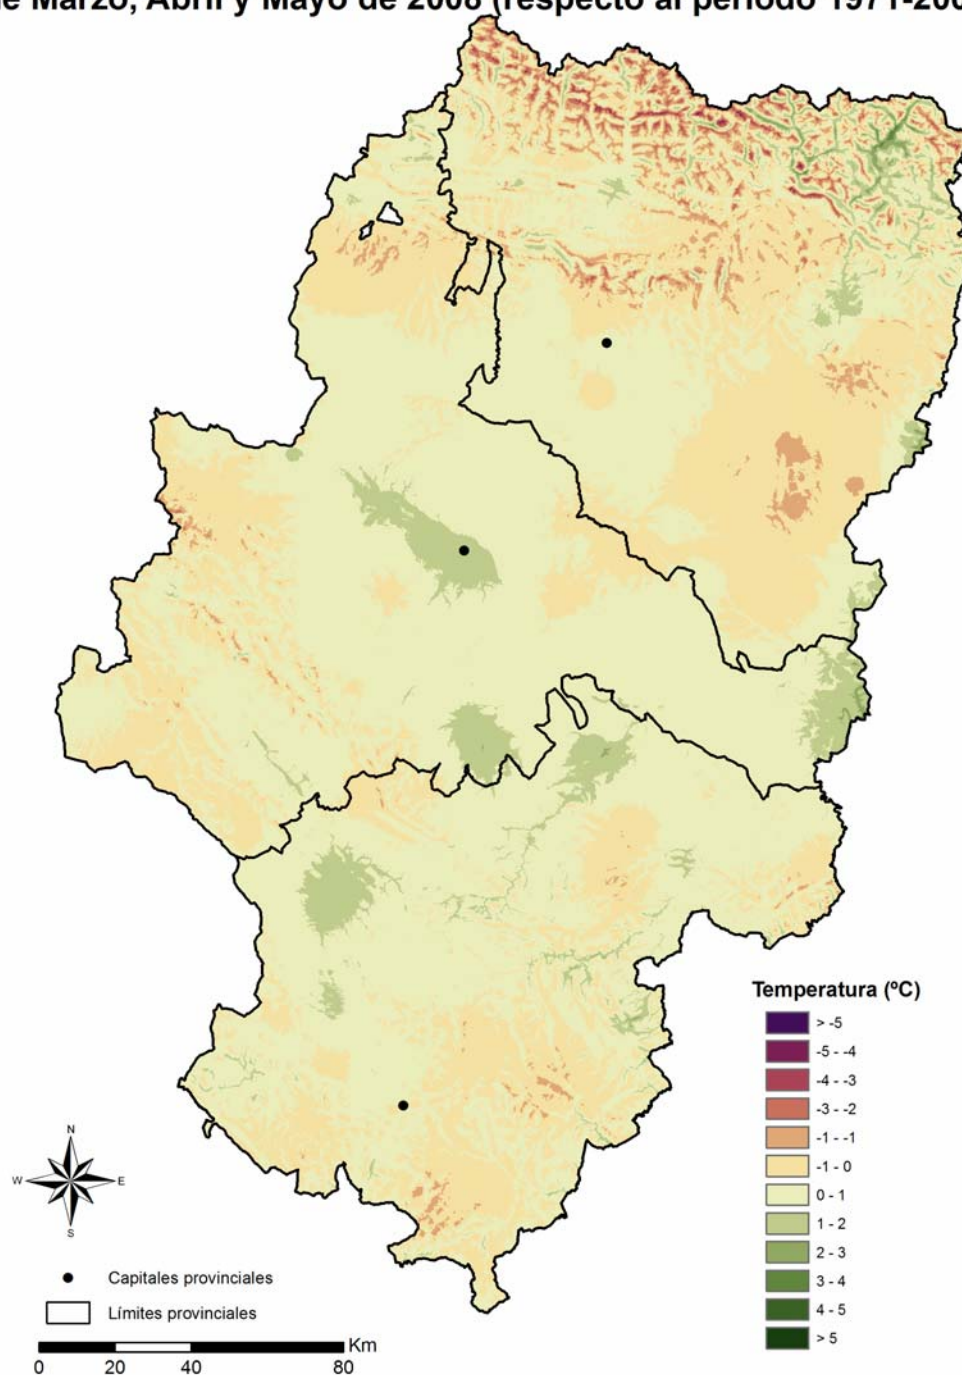 de Marzo, Abril y Mayo de 2008 (respecto al periodo 1971-200
Temperatura (ºC)
> -5
-5 - -4
-4 - -3
-3 - -2
-1 - -1
-1 - 0
0 - 1
1 - 2
2 - 3
3 - 4
4 - 5
> 5
N
W
E
S
Capitales provinciales
Límites provinciales
Km
0 20 40 80